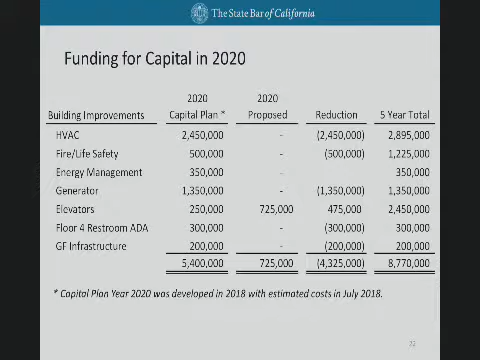 The State Bar of California
Funding for Capital in 2020
2020 2020
Building Improvements Capital Plan * Proposed Reduction 5 Year Total
HVAC 2,450,000 - (2,450,000) 2,895,000
Fire/Life Safety 500,000 - (500,000) 1,225,000
Energy Management 350,000 - 350,000
Generator 1,350,000 - (1,350,000) 1,350,000
Elevators 250,000 725,000 475,000 2,450,000
Floor 4 Restroom ADA 300,000 - (300,000) 300,000
GF Infrastructure 200,000 - (200,000) 200,000
5,400,000 725,000 (4,325,000) 8,770,000
* Capital Plan Year 2020 was developed in 2018 with estimated costs in July 2018.
22